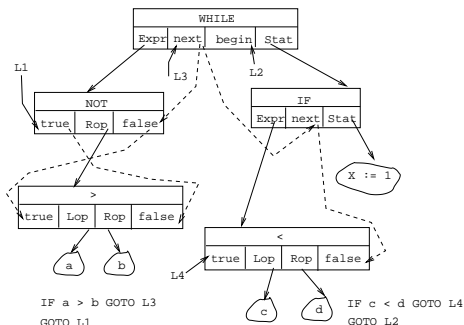 WHILE
Expr next begin Stat
L1
L3
L2
NOT
true Rop false
IF
Expr next Stat
X := 1
>
true Lop Rop false
<
true Lop Rop false
a
b
L4
c
d
IF a > b GOTO L3
GOTO L1
IF c < d GOTO L4
GOTO L2